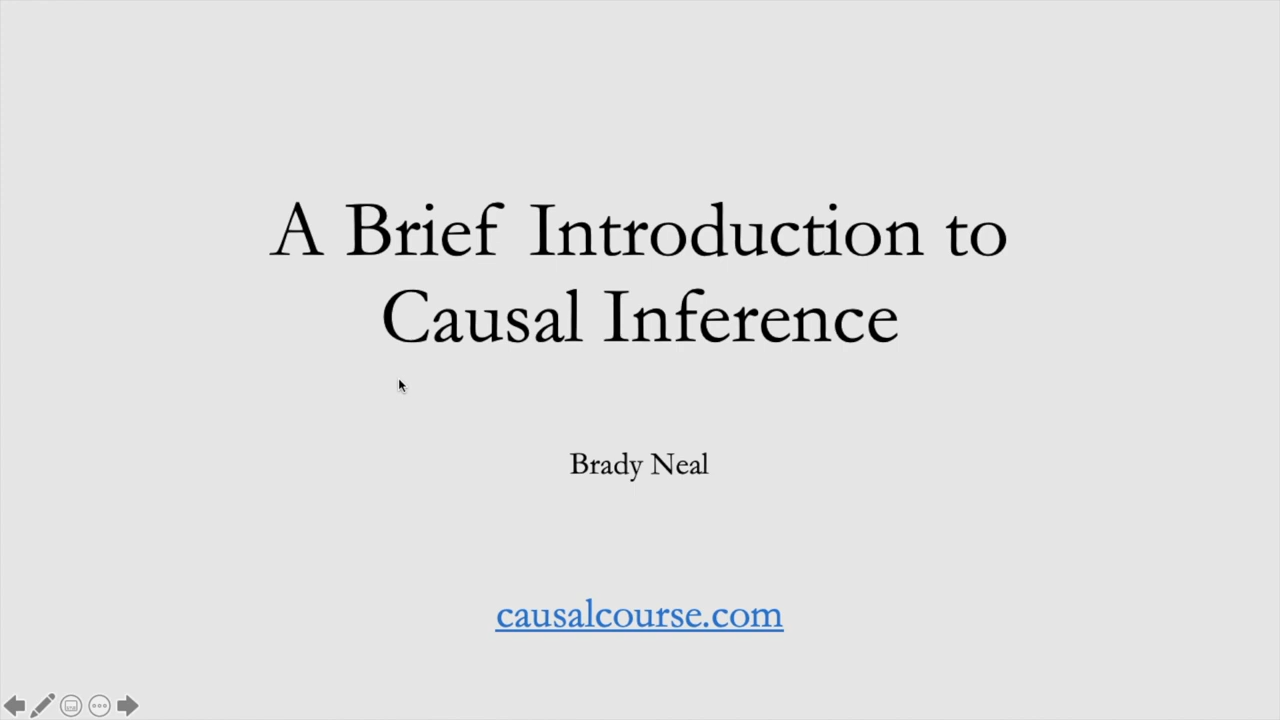 A Brief Introduction to
Causal Inference
Brady Neal
causalcourse.com